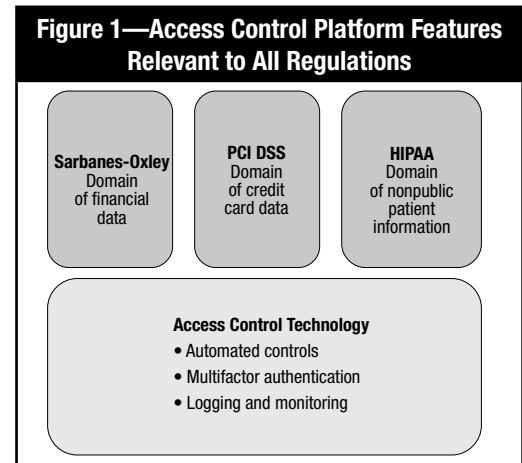 Figure 1—Access Control Platform Features
Relevant to All Regulations
Sarbanes-Oxley
Domain
of financial
data
PCI DSS
Domain
of credit
card data
HIPAA
Domain
of nonpublic
patient
information
Access Control Technology
• Automated controls
• Multifactor authentication
• Logging and monitoring